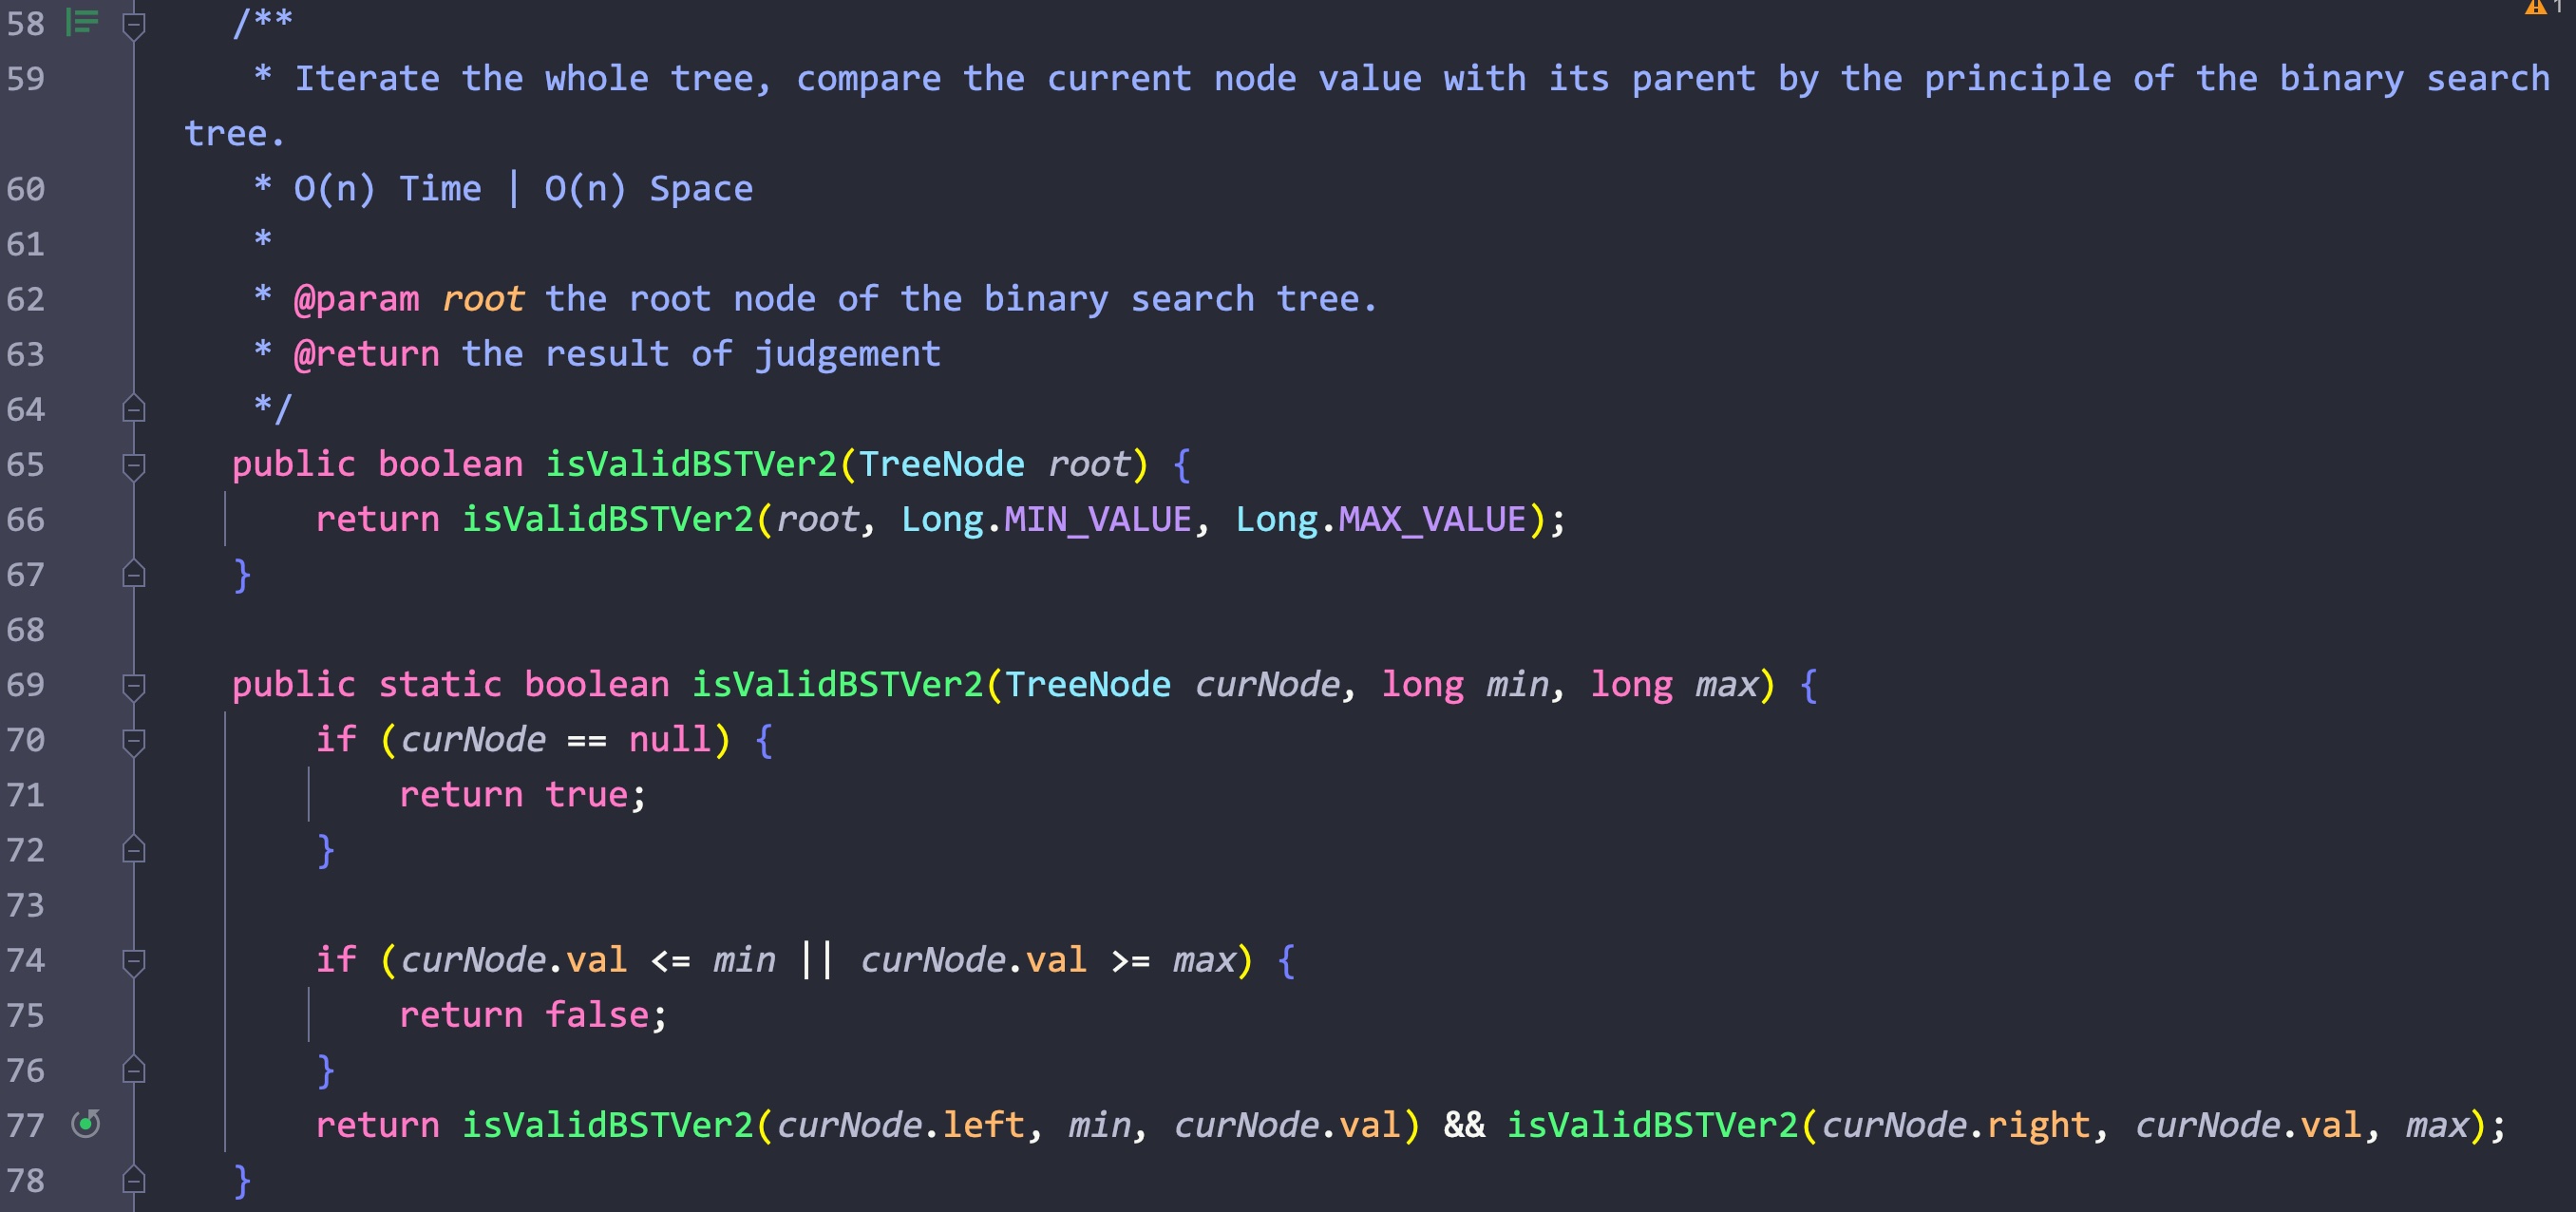 58 /**
59 * Iterate the whole tree, compare the current node value with its parent by the principle of the binary search
tree.
60 * O(n) Time | O(n) Space
61 *
62 * @param root the root node of the binary search tree.
63 * @return the result of judgement
64 */
65 public boolean isValidBSTVer2(TreeNode root) {
66 return isValidBSTVer2(root, Long.MIN_VALUE, Long.MAX_VALUE);
67 }
68
69 public static boolean isValidBSTVer2(TreeNode curNode, long min, long max) {
70 if (curNode == null) {
71 return true;
72 }
73
74 if (curNode.val <= min || curNode.val >= max) {
75 return false;
76 }
77 return isValidBSTVer2(curNode.left, min, curNode.val) && isValidBSTVer2(curNode.right, curNode.val, max);
78 }